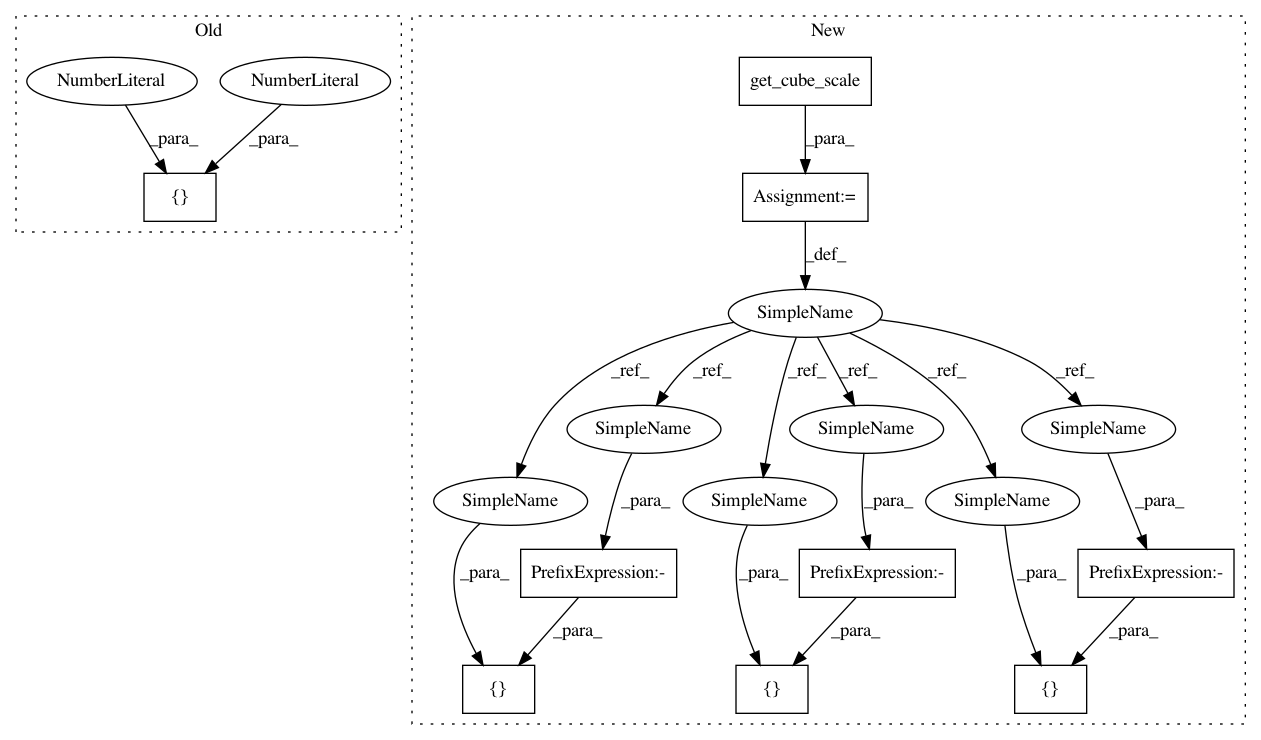 Old
New
NumberLiteral
NumberLiteral
get_cube_scale
_para_
_para_
_para_
{}
Assignment:=
_def_
SimpleName
_ref_
_ref_
_ref_
_ref_
_ref_
_ref_
SimpleName
SimpleName
SimpleName
SimpleName
SimpleName
SimpleName
_para_
_para_
_para_
_para_
PrefixExpression:-
_para_
PrefixExpression:-
_para_
PrefixExpression:-
_para_
_para_
_para_
{}
{}
{}